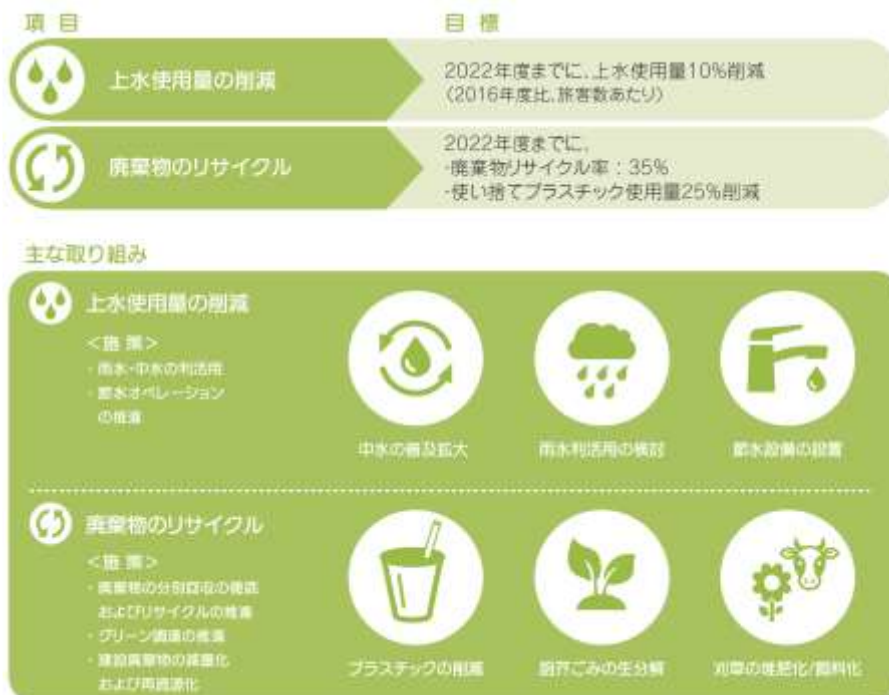 項 目
目 標
上水使用量の削減
2022年度までに、上水使用量10%削減
（2016年度比、旅客数あたり）
廃棄物のリサイクル
2022年度までに、
・廃棄物リサイクル率：35%
・使い捨てプラスチック使用量25%削減
主な取り組み
上水使用量の削減
＜施 策＞
・雨水・中水の利活用
・節水オペレーション
の推進
中水の普及拡大
雨水利活用の検討
節水設備の設置
廃棄物のリサイクル
＜施 策＞
・廃棄物の分別回収の徹底
およびリサイクルの推進
・グリーン調達の推進
・建設廃棄物の減量化
および再資源化
プラスチックの削減
厨芥ごみの生分解
刈草の堆肥化/飼料化